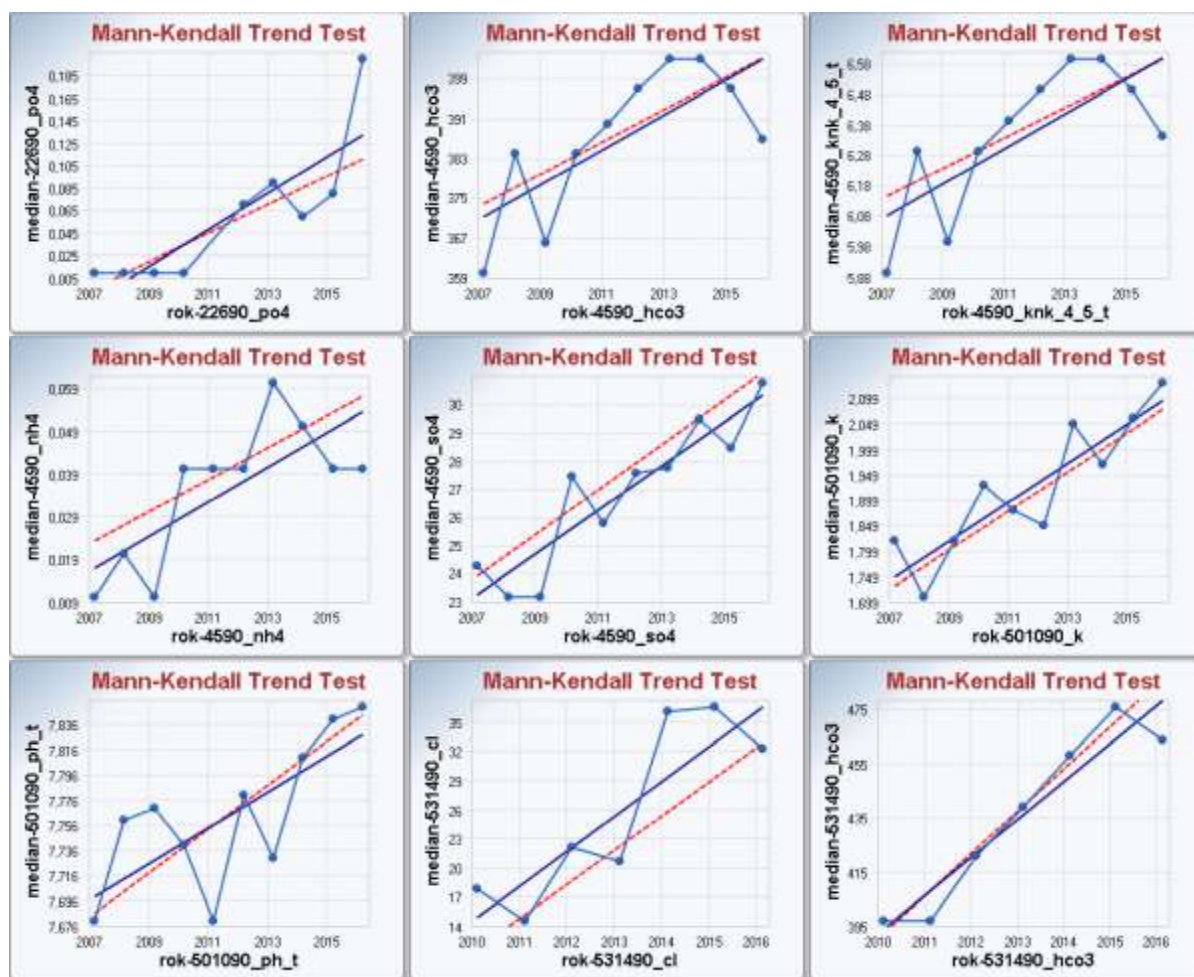 Mann-Kendall Trend Test
median-22690_po4
0,185
0,165
0,145
0,125
0,105
0,085
0,065
0,045
0,025
0,005
2007 2009 2011 2013 2015
rok-22690_po4
Mann-Kendall Trend Test
median-4590_hco3
399
391
383
375
367
359
2007 2009 2011 2013 2015
rok-4590_hco3
Mann-Kendall Trend Test
median-4590_knk_4_5_t
6,58
6,48
6,38
6,28
6,18
6,08
5,98
5,88
2007 2009 2011 2013 2015
rok-4590_knk_4_5_t
Mann-Kendall Trend Test
median-4590_nh4
0,059
0,049
0,039
0,029
0,019
0,009
2007 2009 2011 2013 2015
rok-4590_nh4
Mann-Kendall Trend Test
median-4590_so4
30
29
28
27
26
24
23
2007 2009 2011 2013 2015
rok-4590_so4
Mann-Kendall Trend Test
median-501090_k
2,099
2,049
1,999
1,949
1,899
1,849
1,799
1,749
1,699
2007 2009 2011 2013 2015
rok-501090_k
Mann-Kendall Trend Test
median-501090_ph_t
7,835
7,816
7,796
7,776
7,756
7,736
7,716
7,695
7,676
2007 2009 2011 2013 2015
rok-501090_ph_t
Mann-Kendall Trend Test
median-531490_cl
35
32
29
26
23
20
17
14
2010 2011 2012 2013 2014 2015 2016
rok-531490_cl
Mann-Kendall Trend Test
median-531490_hco3
475
455
435
415
395
2010 2011 2012 2013 2014 2015 2016
rok-531490_hco3